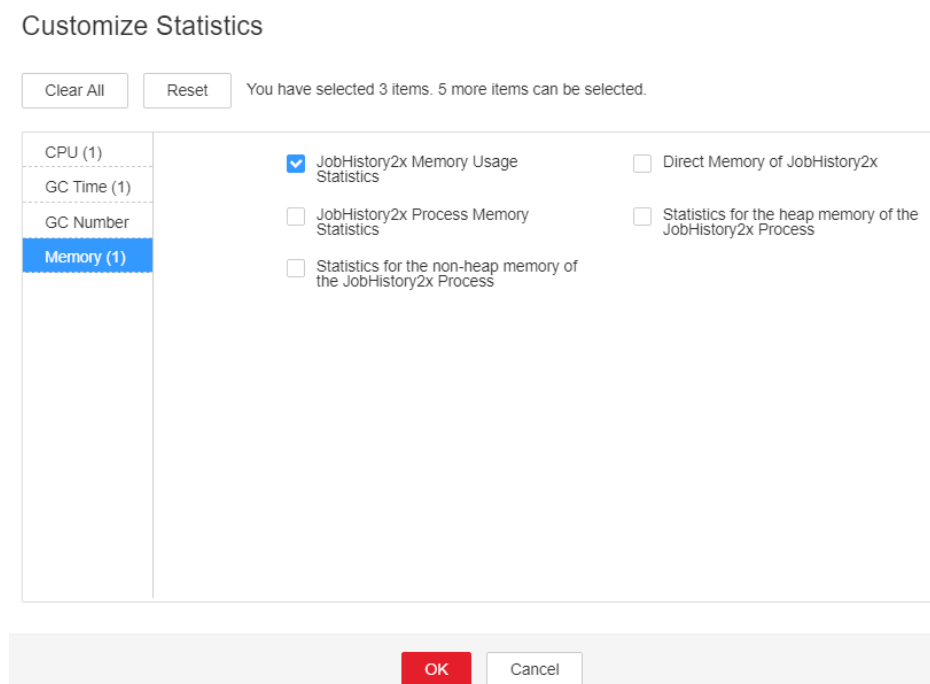 Customize Statistics
Clear All
Reset
You have selected 3 items. 5 more items can be selected.
CPU (1)
GC Time (1)
GC Number
Memory (1)
JobHistory2x Memory Usage
Statistics
Direct Memory of JobHistory2x
JobHistory2x Process Memory
Statistics
Statistics for the heap memory of the
JobHistory2x Process
Statistics for the non-heap memory of
the JobHistory2x Process
OK
Cancel